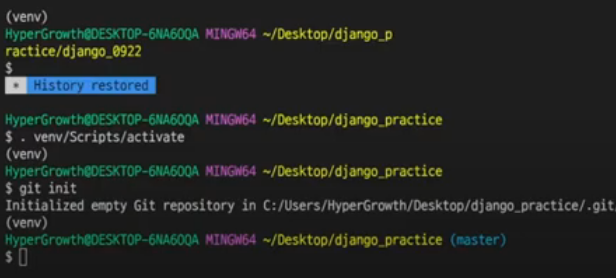 (venv)
HyperGrowth@DESKTOP-6NA6OQA MINGW64 ~/Desktop/django_p
ractice/django_0922
$
* History restored
HyperGrowth@DESKTOP-6NA6OQA MINGW64 ~/Desktop/django_practice
$ . venv/Scripts/activate
(venv)
HyperGrowth@DESKTOP-6NA6OQA MINGW64 ~/Desktop/django_practice
$ git init
Initialized empty Git repository in C:/Users/HyperGrowth/Desktop/django_practice/.git/
(venv)
HyperGrowth@DESKTOP-6NA6OQA MINGW64 ~/Desktop/django_practice (master)
$